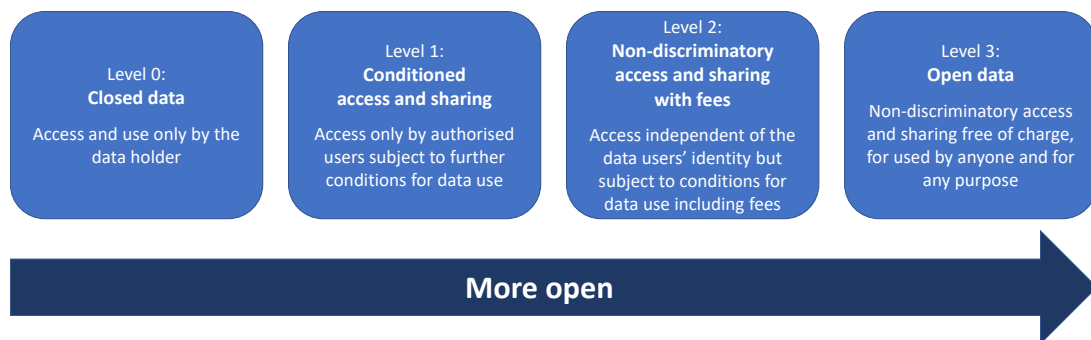 Level 0:
Closed data
Access and use only by the
data holder
Level 1:
Conditioned
access and sharing
Access only by authorised
users subject to further
conditions for data use
Level 2:
Non-discriminatory
access and sharing
with fees
Access independent of the
data users’ identity but
subject to conditions for
data use including fees
Level 3:
Open data
Non-discriminatory access
and sharing free of charge,
for used by anyone and for
any purpose
More open